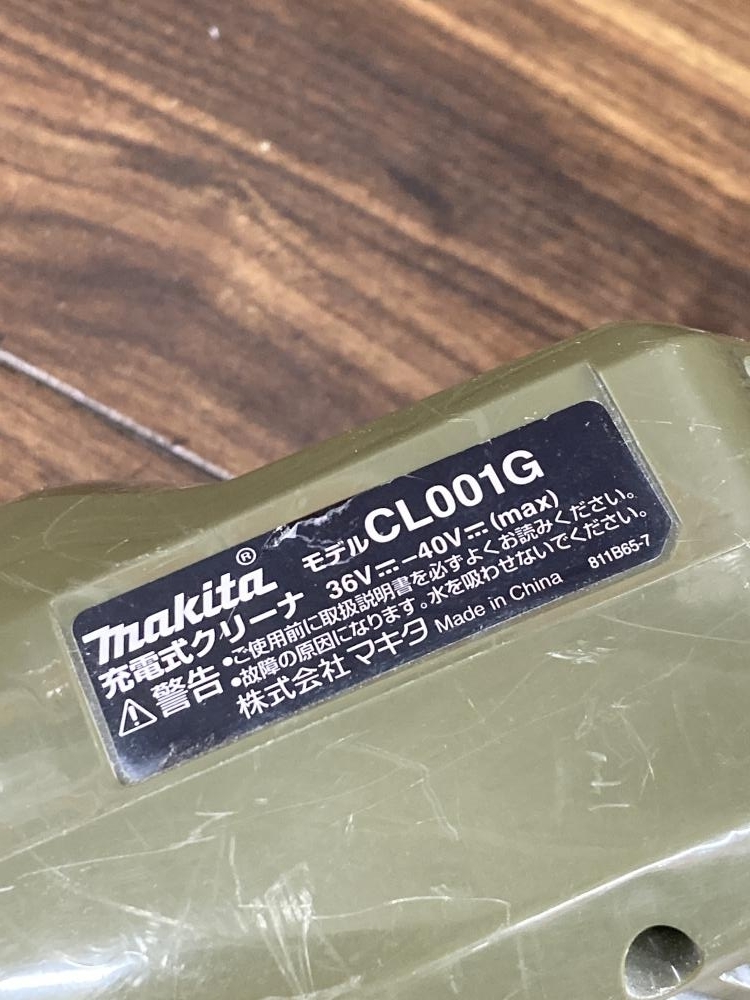 makita®
モデルCL001G
充電式クリーナ 36V⎓–40V⎓(max)
⚠警告 •ご使用前に取扱説明書を必ずよくお読みください。
•故障の原因になります。水を吸わせないでください。
株式会社 マキタ Made in China 811B65-7